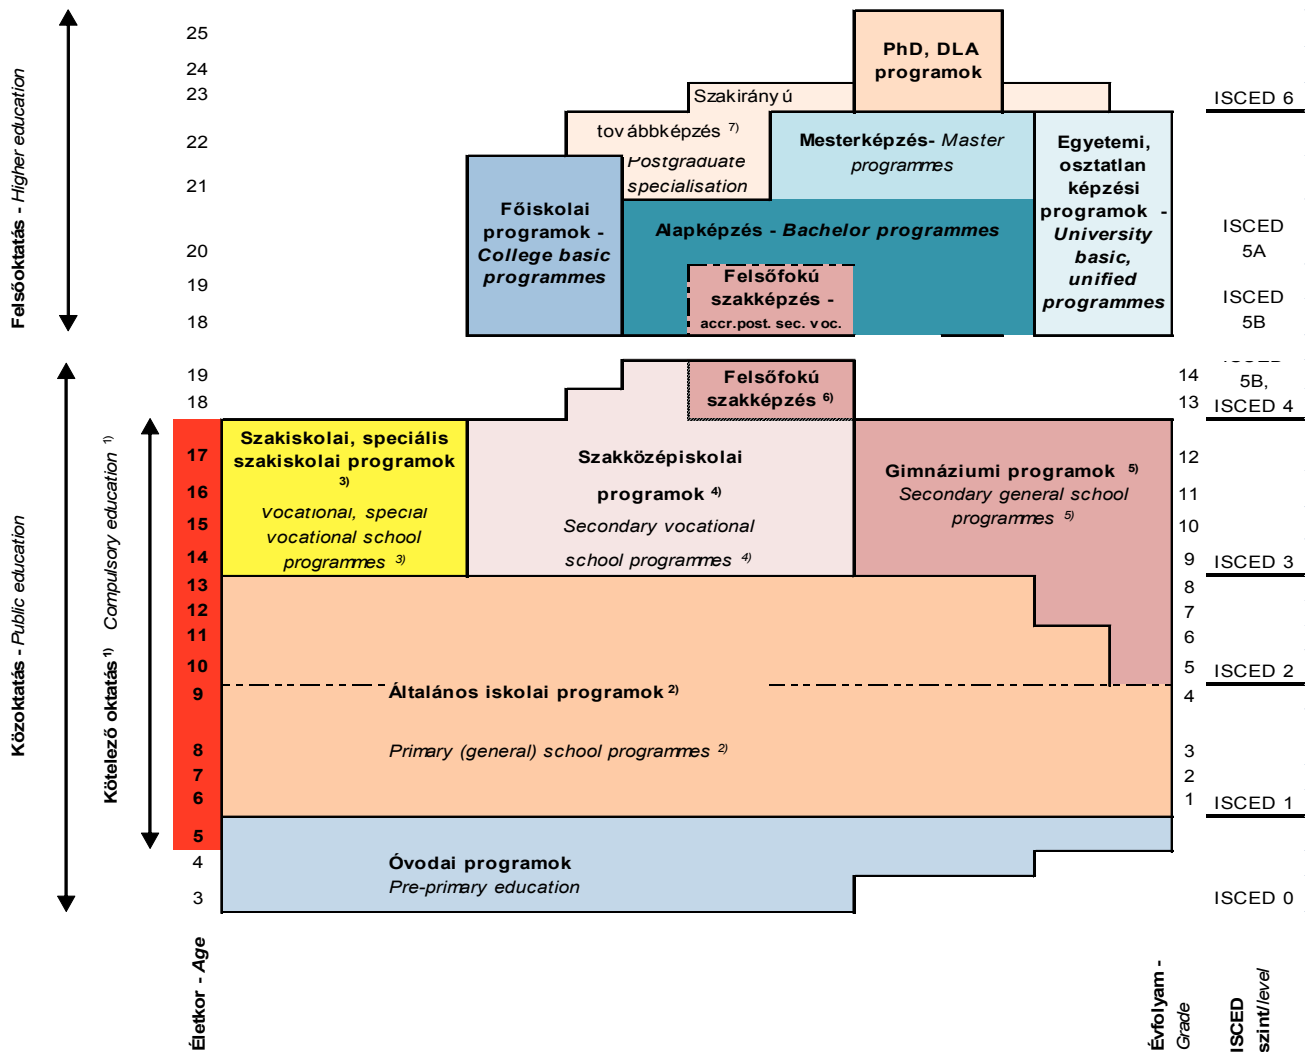 Felsőoktatás - Higher education
Közoktatás - Public education
Kötelező oktatás 1) Compulsory education 1)
25
24
23
22
21
20
19
18
19
18
17
16
15
14
13
12
11
10
9
8
7
6
5
4
3
Életkor - Age
PhD, DLA
programok
Szakirányú
továbbképzés 7)
Postgraduate
specialisation
Mesterképzés- Master
programmes
Egyetemi,
osztatlan
képzési
programok -
University
basic,
unified
programmes
Főiskolai
programok -
College basic
programmes
Alapképzés - Bachelor programmes
Felsőfokú
szakképzés -
accr.post. sec. voc.
Felsőfokú
szakképzés 6)
Szakiskolai, speciális
szakiskolai programok
3)
vocational, special
vocational school
programmes 3)
Szakközépiskolai
programok 4)
Secondary vocational
school programmes 4)
Gimnáziumi programok 5)
Secondary general school
programmes 5)
Általános iskolai programok 2)
Primary (general) school programmes 2)
Óvodai programok
Pre-primary education
14
13
12
11
10
9
8
7
6
5
4
3
2
1
Évfolyam -
Grade
ISCED 6
ISCED
5A
ISCED
5B
ISCED
5B,
ISCED 4
ISCED 3
ISCED 2
ISCED 1
ISCED 0
ISCED
szint/level